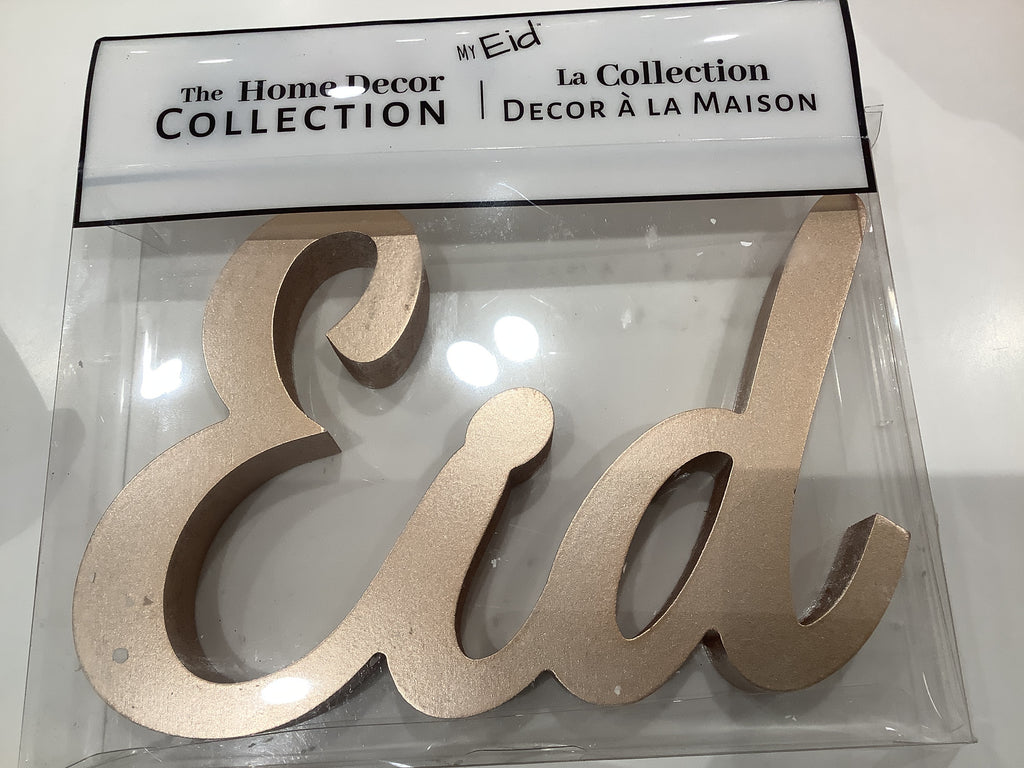 MY Eid™
The Home Decor
COLLECTION
La Collection
DECOR À LA MAISON
Eid